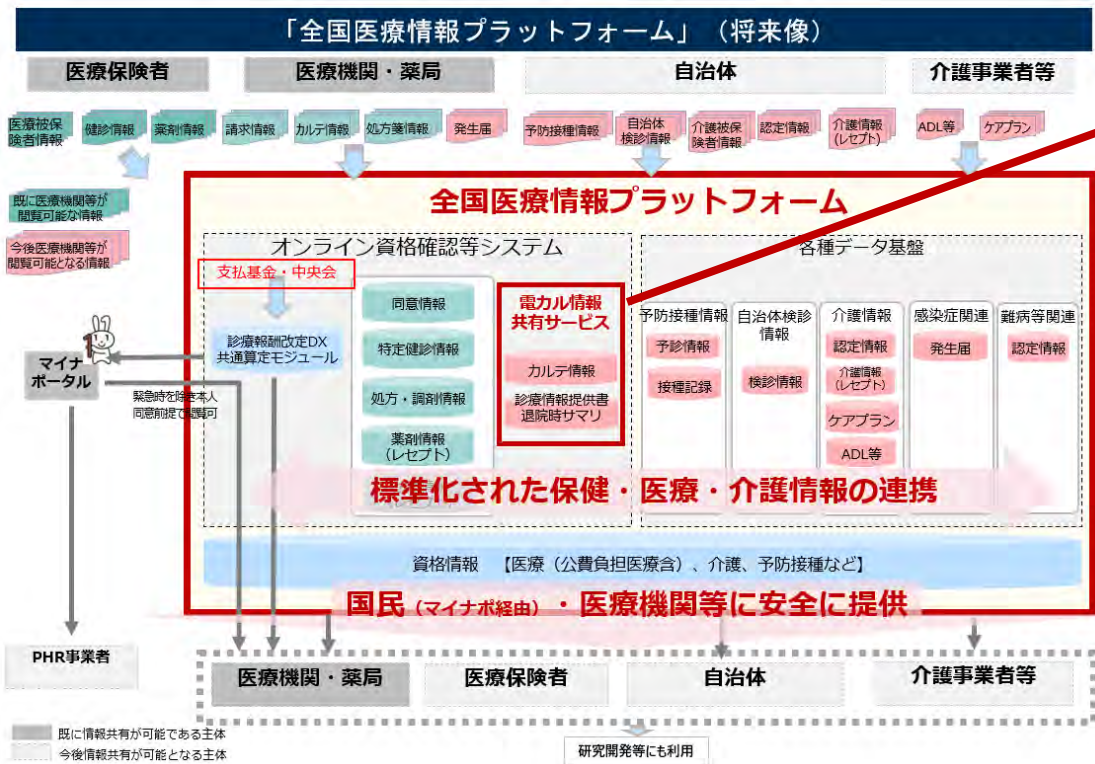 「全国医療情報プラットフォーム」（将来像）
医療保険者
医療機関・薬局
自治体
介護事業者等
医療被保
険者情報
健診情報
薬剤情報
請求情報
カルテ情報
処方箋情報
発生届
予防接種情報
自治体
検診情報
介護被保
険者情報
認定情報
介護情報
(レセプト)
ADL等
ケアプラン
既に医療機関等が
閲覧可能な情報
今後医療機関等が
閲覧可能となる情報
全国医療情報プラットフォーム
オンライン資格確認等システム
各種データ基盤
支払基金・中央会
診療報酬改定DX
共通算定モジュール
同意情報
特定健診情報
処方・調剤情報
薬剤情報
(レセプト)
電カル情報
共有サービス
カルテ情報
診療情報提供書
退院時サマリ
予防接種情報
予診情報
接種記録
自治体検診
情報
検診情報
介護情報
認定情報
介護情報
(レセプト)
ケアプラン
ADL等
感染症関連
発生届
難病等関連
認定情報
マイナ
ポータル
緊急時を除き本人
同意前提で閲覧可
標準化された保健・医療・介護情報の連携
資格情報　【医療（公費負担医療含）、介護、予防接種など】
国民（マイナポ経由）・医療機関等に安全に提供
PHR事業者
医療機関・薬局
医療保険者
自治体
介護事業者等
既に情報共有が可能である主体
今後情報共有が可能となる主体
研究開発等にも利用